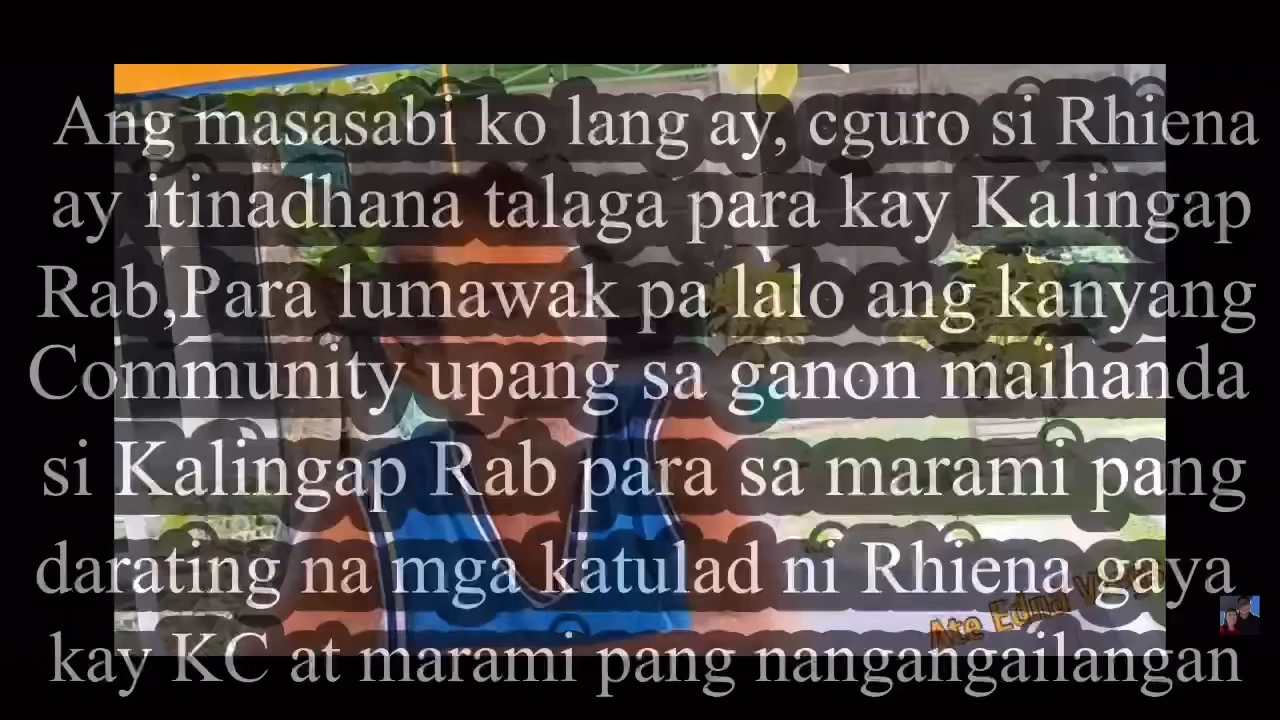 Ang masasabi ko lang ay, cguro si Rhiena
ay itinadhana talaga para kay Kalingap
Rab,Para lumawak pa lalo ang kanyang
Community upang sa ganon maihanda
si Kalingap Rab para sa marami pang
darating na mga katulad ni Rhiena gaya
kay KC at marami pang nangangailangan
Ate Edna